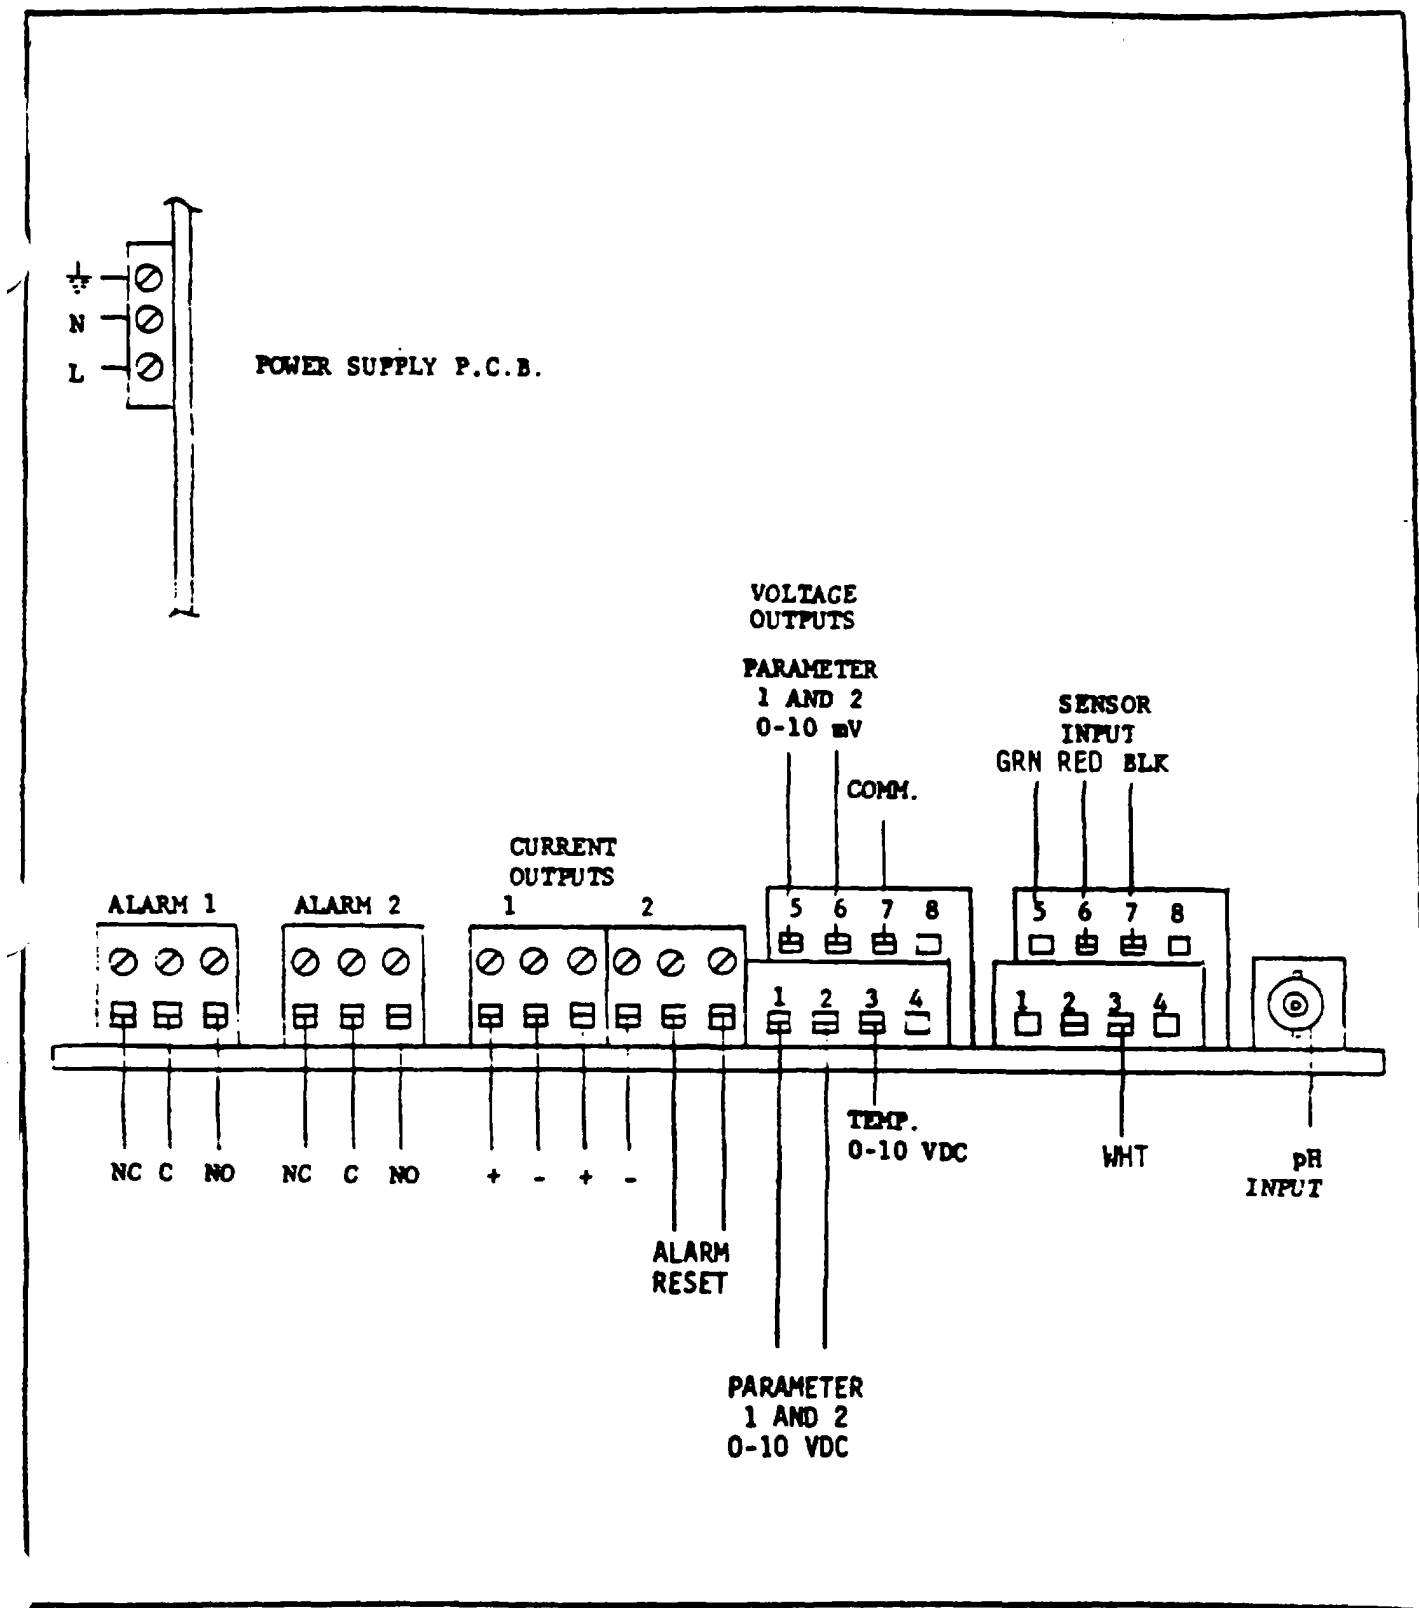 N
L
POWER SUPPLY P.C.B.
VOLTAGE
OUTPUTS
PARAMETER
1 AND 2
0-10 mV
COMM.
SENSOR
INPUT
GRN RED BLK
CURRENT
OUTPUTS
ALARM 1
ALARM 2
1
2
5 6 7 8
5 6 7 8
1 2 3 4
1 2 3 4
NC C NO
NC C NO
+ - + -
TEMP.
0-10 VDC
WHT
pH
INPUT
ALARM
RESET
PARAMETER
1 AND 2
0-10 VDC